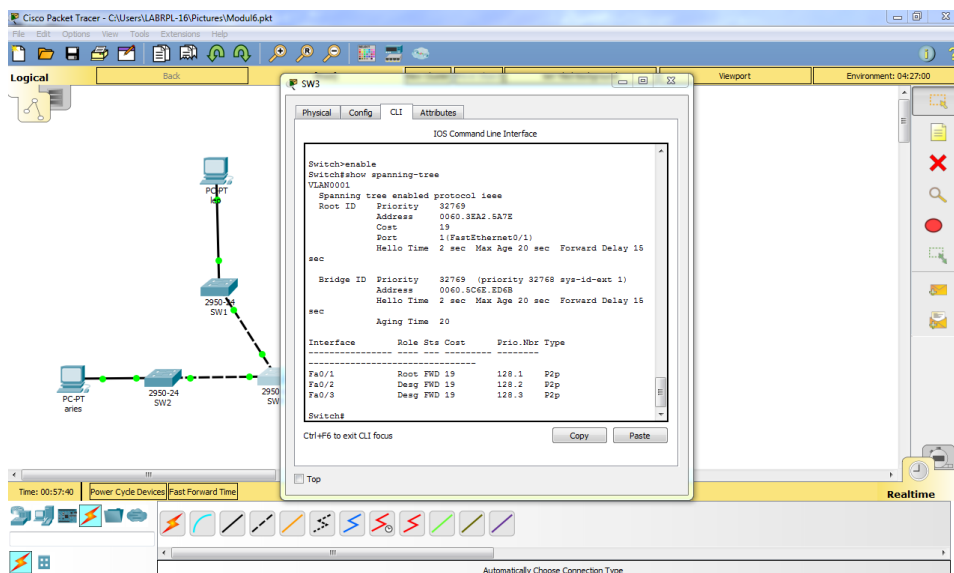 Cisco Packet Tracer - C:\Users\LABRPL-16\Pictures\Modul6.pkt
File Edit Options View Tools Extensions Help
Logical
Back
Viewport
Environment: 04:27:00
SW3
Physical Config CLI Attributes
IOS Command Line Interface
Switch>enable
Switch#show spanning-tree
VLAN0001
Spanning tree enabled protocol ieee
Root ID Priority 32769
Address 0060.3EA2.5A7E
Cost 19
Port 1(FastEthernet0/1)
Hello Time 2 sec Max Age 20 sec Forward Delay 15
sec
Bridge ID Priority 32769 (priority 32768 sys-id-ext 1)
Address 0060.5C6E.ED6B
Hello Time 2 sec Max Age 20 sec Forward Delay 15
sec
Aging Time 20
Interface Role Sts Cost Prio.Nbr Type
---------------- ---- --- --------- --------
--------------------------------
Fa0/1 Root FWD 19 128.1 P2p
Fa0/2 Desg FWD 19 128.2 P2p
Fa0/3 Desg FWD 19 128.3 P2p
Switch#
Ctrl+F6 to exit CLI focus
Copy
Paste
Top
PC-PT
2950-24
SW1
PC-PT
aries
2950-24
SW2
2950
SW
Time: 00:57:40
Power Cycle Devices
Fast Forward Time
Realtime
Automatically Choose Connection Type